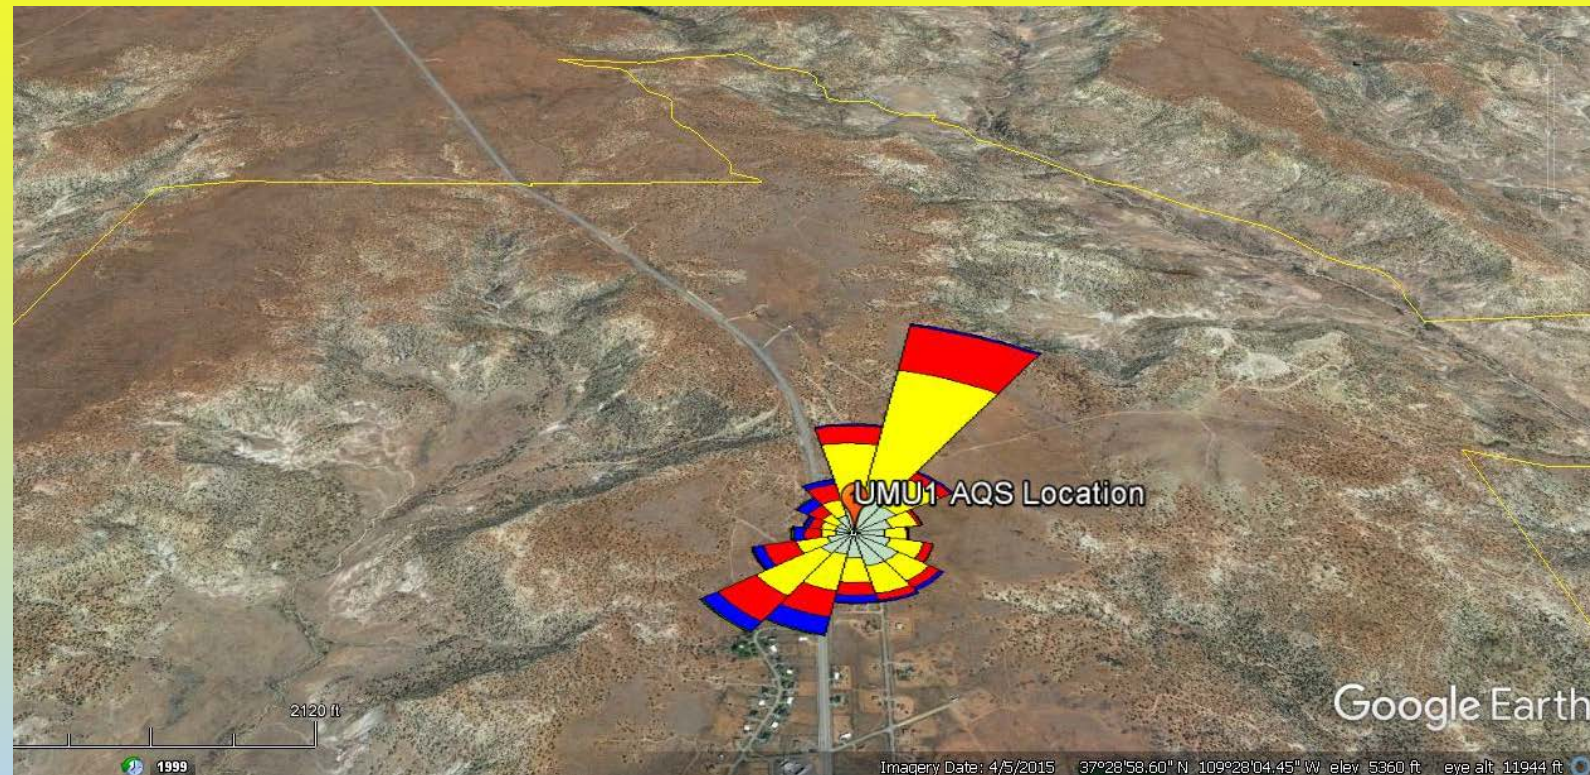 UMU1 AQS Location
2120 ft
Google Earth
1999
Imagery Date: 4/5/2015 37°28'58.60" N 109°28'04.45" W elev 5360 ft eye alt 11944 ft